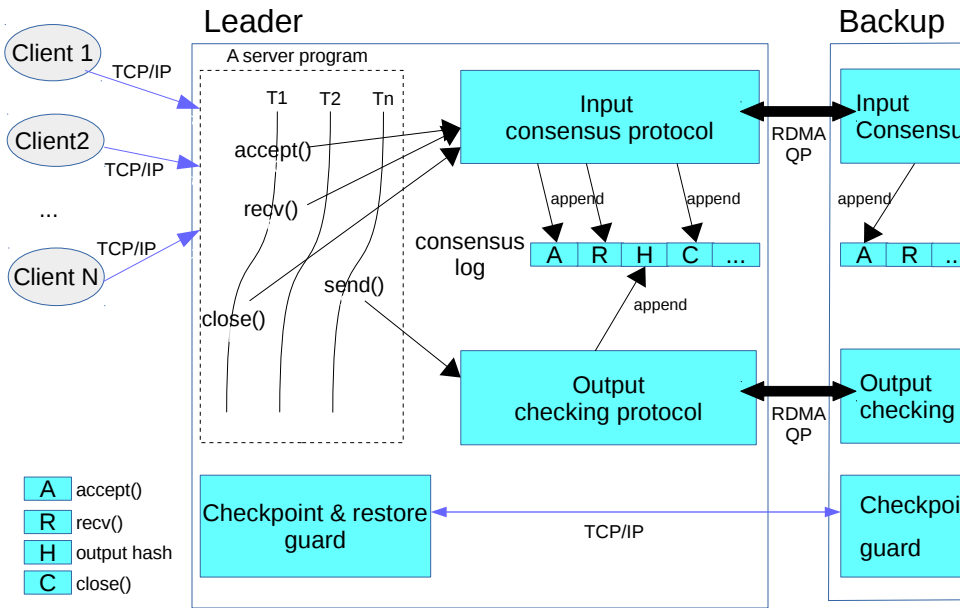 Leader
Backup
Client 1
TCP/IP
A server program
T1
T2
Tn
Input
consensus protocol
RDMA
QP
Input
Consensu
Client2
TCP/IP
accept()
recv()
append
append
append
...
TCP/IP
consensus
log
A
R
H
C
...
A
R
..
Client N
send()
close()
append
Output
checking protocol
RDMA
QP
Output
checking
A
accept()
R
recv()
H
output hash
C
close()
Checkpoint & restore
guard
TCP/IP
Checkpoi
guard
append